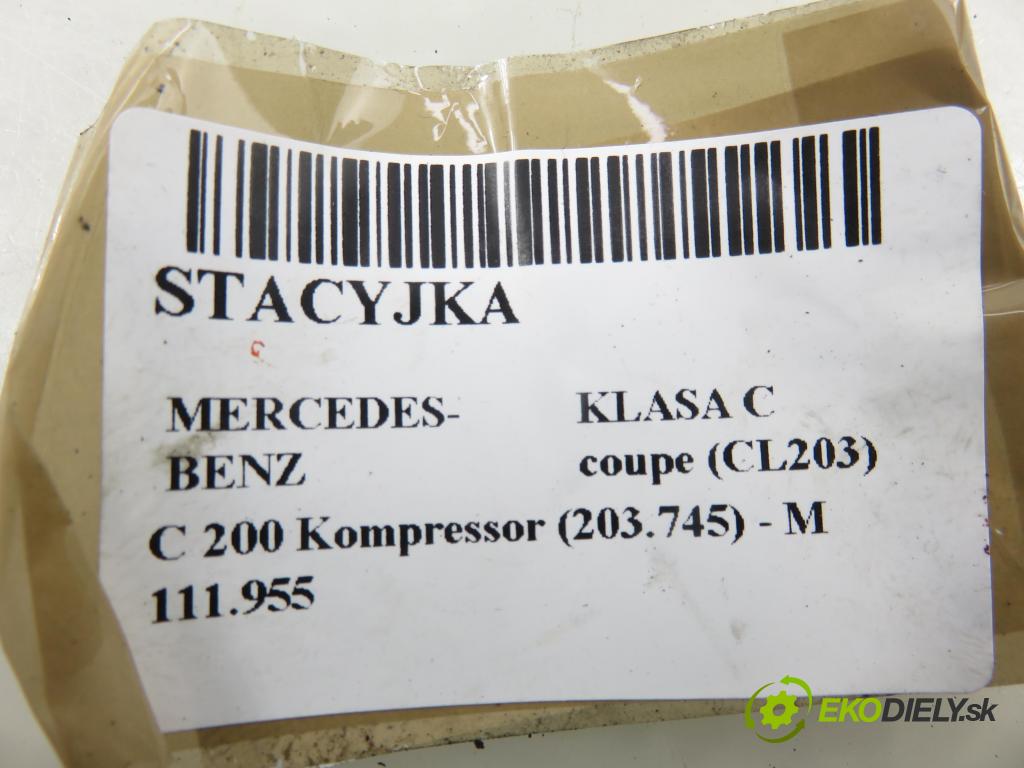 STACYJKA
MERCEDES-
BENZ
KLASA C
coupe (CL203)
C 200 Kompressor (203.745) - M
111.955
EKODIELY.sk